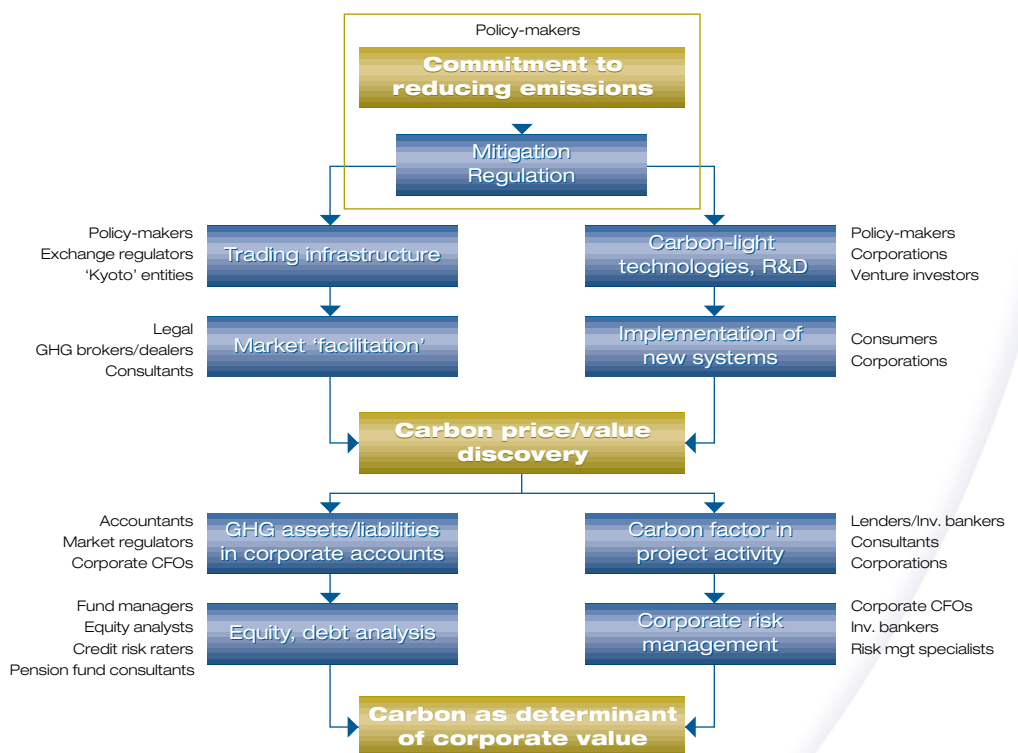 Policy-makers
Commitment to
reducing emissions
Mitigation
Regulation
Policy-makers
Exchange regulators
‘Kyoto’ entities
Trading infrastructure
Carbon-light
technologies, R&D
Policy-makers
Corporations
Venture investors
Legal
GHG brokers/dealers
Consultants
Market ‘facilitation’
Implementation of
new systems
Consumers
Corporations
Carbon price/value
discovery
Accountants
Market regulators
Corporate CFOs
GHG assets/liabilities
in corporate accounts
Carbon factor in
project activity
Lenders/Inv. bankers
Consultants
Corporations
Fund managers
Equity analysts
Credit risk raters
Pension fund consultants
Equity, debt analysis
Corporate risk
management
Corporate CFOs
Inv. bankers
Risk mgt specialists
Carbon as determinant
of corporate value